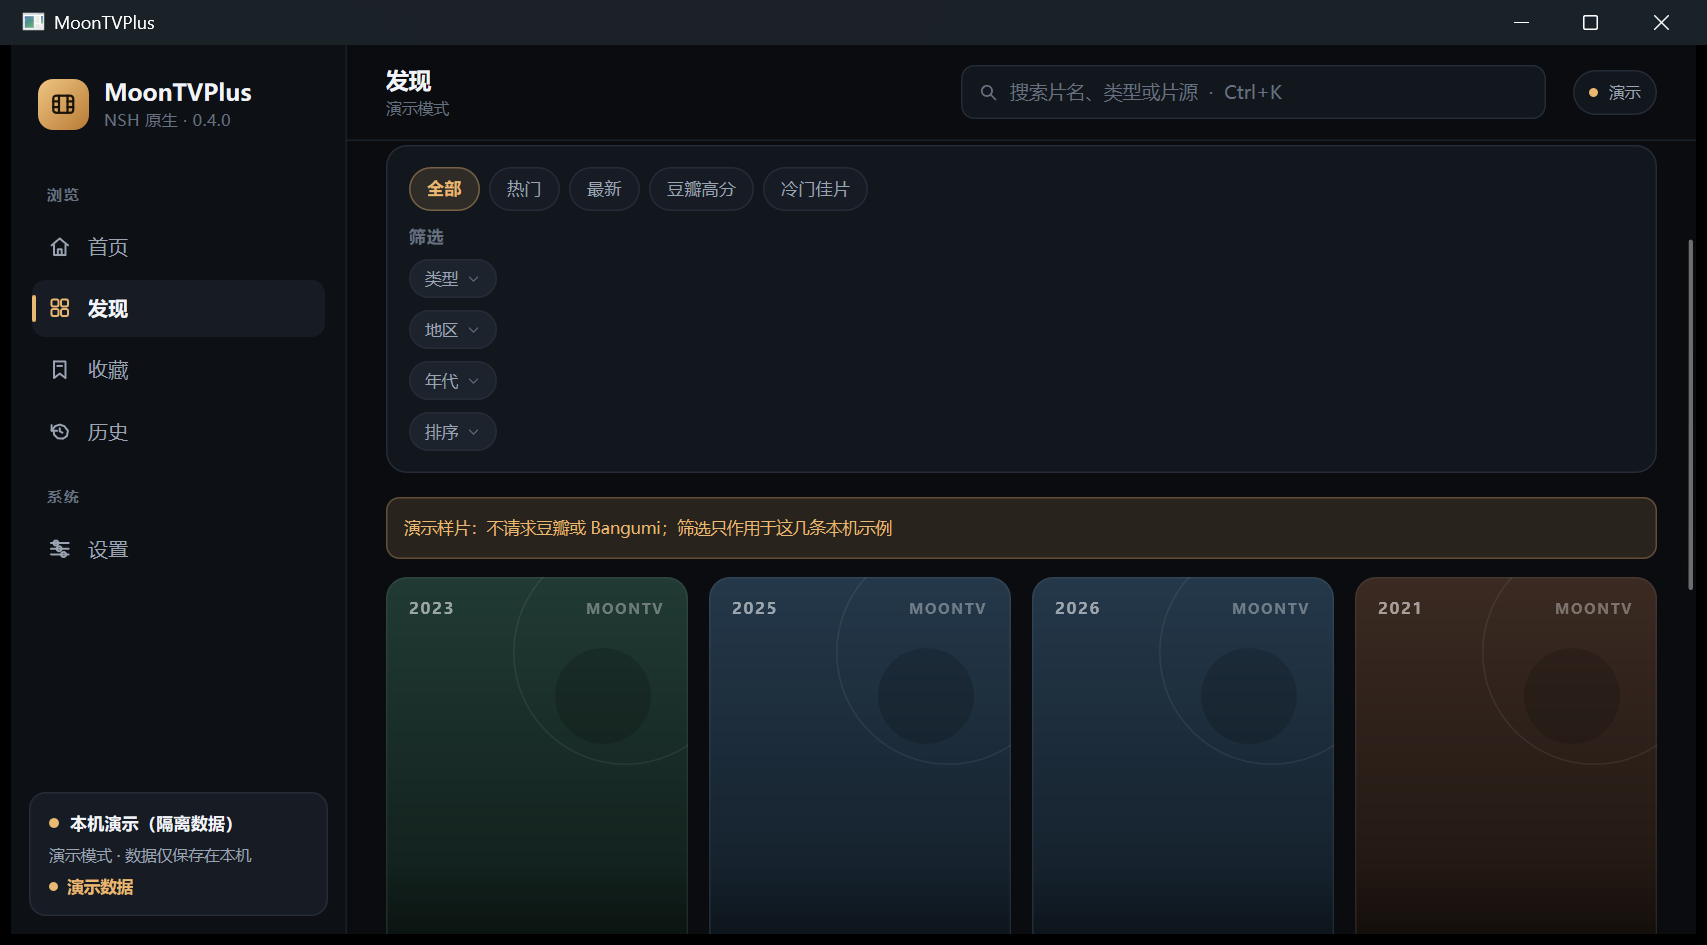 MoonTVPlus
MoonTVPlus
NSH 原生 · 0.4.0
浏览
首页
发现
收藏
历史
系统
设置
本机演示（隔离数据）
演示模式 · 数据仅保存在本机
演示数据
发现
演示模式
搜索片名、类型或片源 · Ctrl+K
演示
全部 热门 最新 豆瓣高分 冷门佳片
筛选
类型
地区
年代
排序
演示样片：不请求豆瓣或 Bangumi；筛选只作用于这几条本机示例
2023 MOONTV
2025 MOONTV
2026 MOONTV
2021 MOONTV